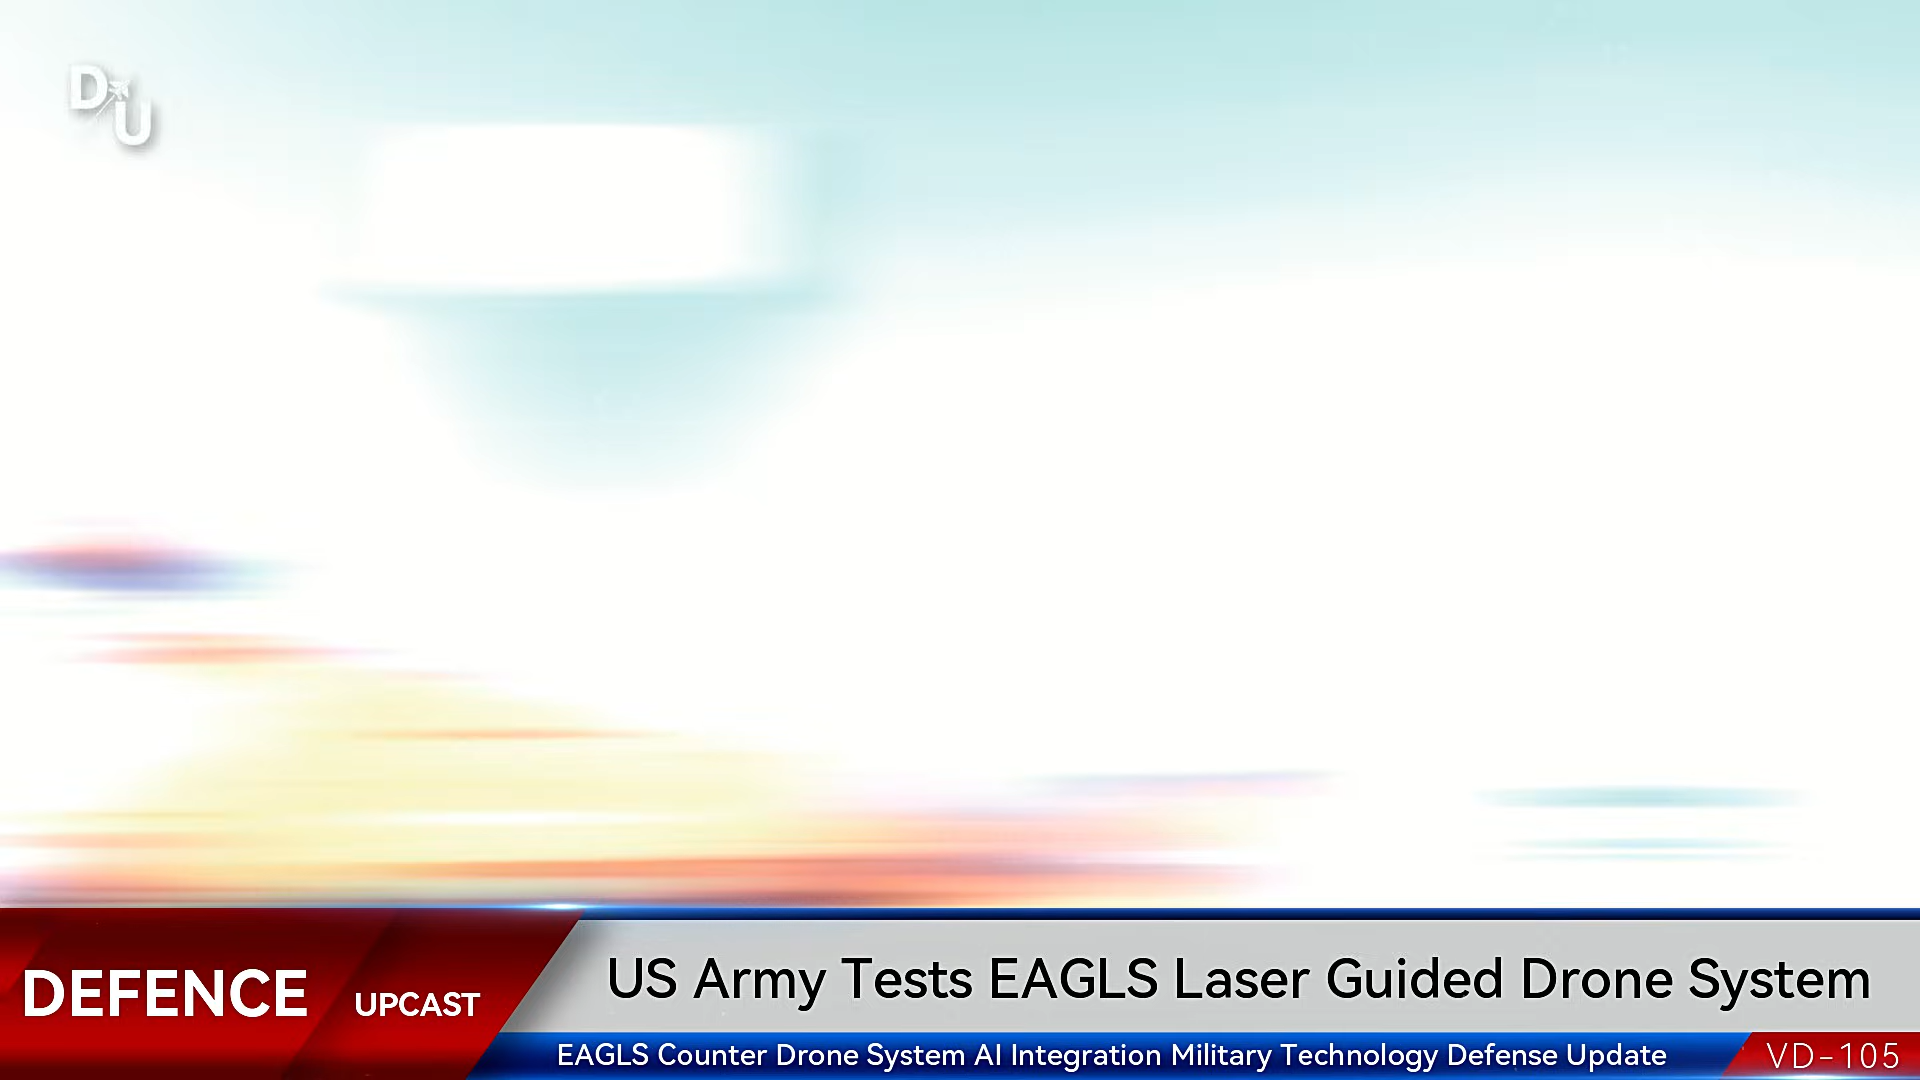 D U
DEFENCE UPCAST
US Army Tests EAGLS Laser Guided Drone System
EAGLS Counter Drone System AI Integration Military Technology Defense Update
VD-105